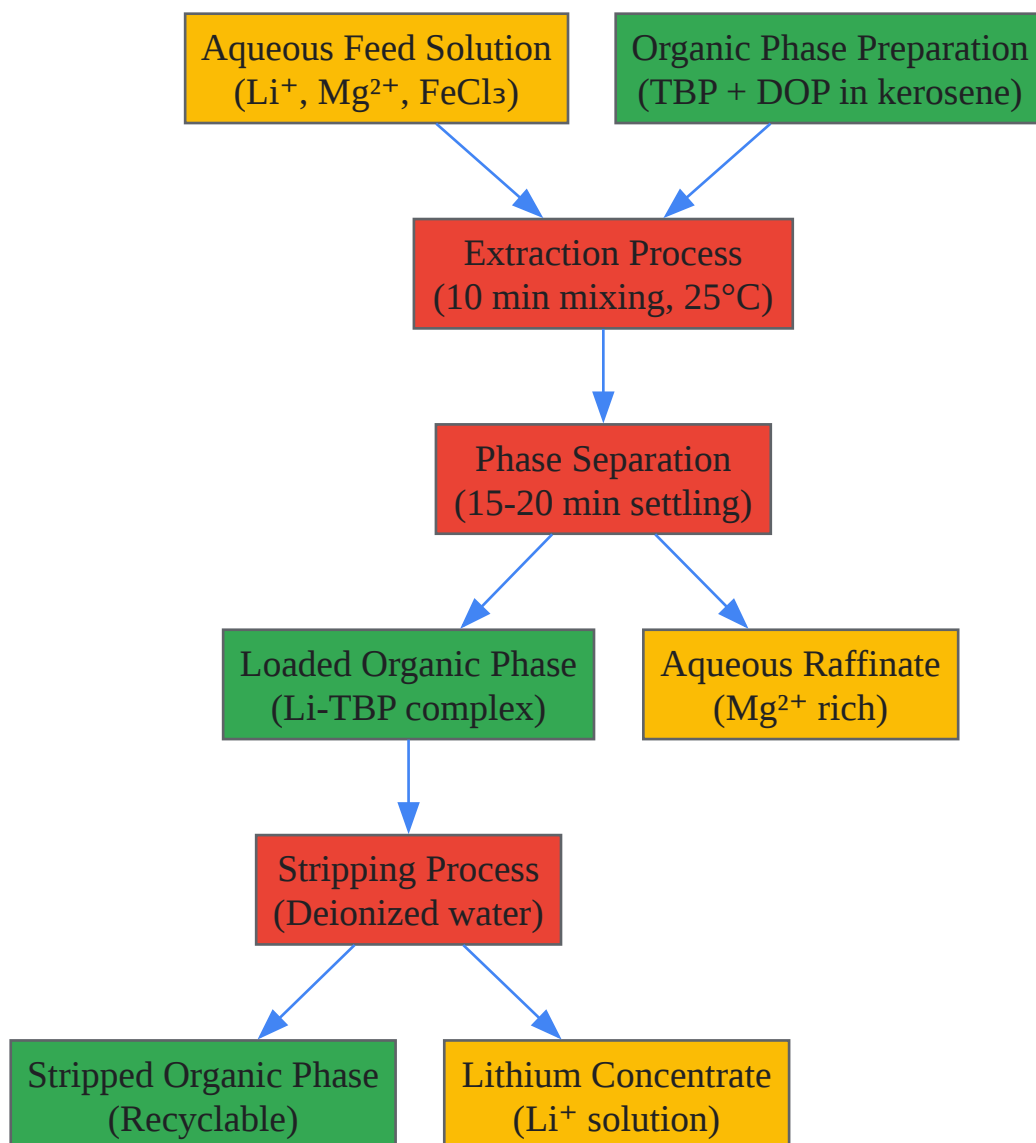 Aqueous Feed Solution
(Li⁺, Mg²⁺, FeCl₃)
Organic Phase Preparation
(TBP + DOP in kerosene)
Extraction Process
(10 min mixing, 25°C)
Phase Separation
(15-20 min settling)
Loaded Organic Phase
(Li-TBP complex)
Aqueous Raffinate
(Mg²⁺ rich)
Stripping Process
(Deionized water)
Stripped Organic Phase
(Recyclable)
Lithium Concentrate
(Li⁺ solution)